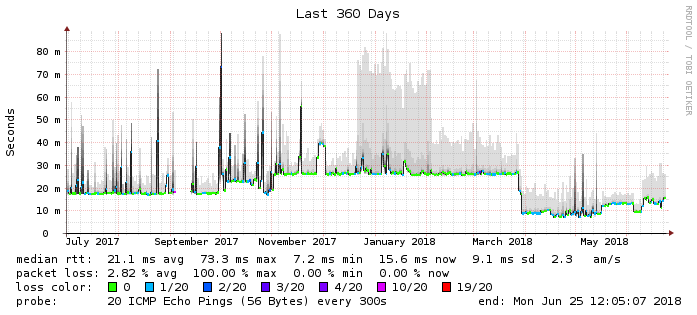 Last 360 Days
RRDTOOL / TOBI OETIKER
Seconds
80 m
70 m
60 m
50 m
40 m
30 m
20 m
10 m
0
July 2017 September 2017 November 2017 January 2018 March 2018 May 2018
median rtt: 21.1 ms avg 73.3 ms max 7.2 ms min 15.6 ms now 9.1 ms sd 2.3 am/s
packet loss: 2.82 % avg 100.00 % max 0.00 % min 0.00 % now
loss color: 0 1/20 2/20 3/20 4/20 10/20 19/20
probe: 20 ICMP Echo Pings (56 Bytes) every 300s end: Mon Jun 25 12:05:07 2018